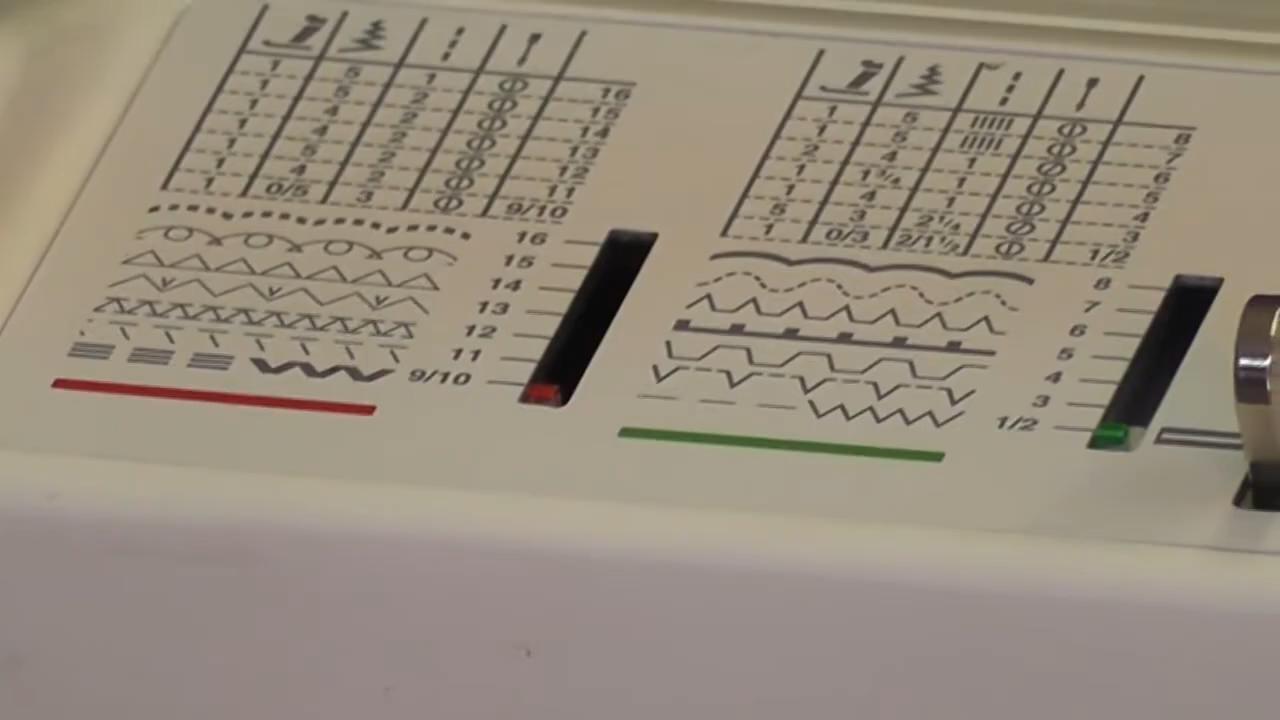 1 5 1 16
1 5 2 15
1 4 2 14
1 4 2 13
1 5 2 12
1 4 2 11
1 0/5 3 9/10
16
15
14
13
12
11
9/10
1 5 8
1 5 7
2 4 1 6
1 1¾ 1 5
1 4 1 4
5 3 2¼ 3
1 0/3 2/1½ 1/2
8
7
6
5
4
3
1/2